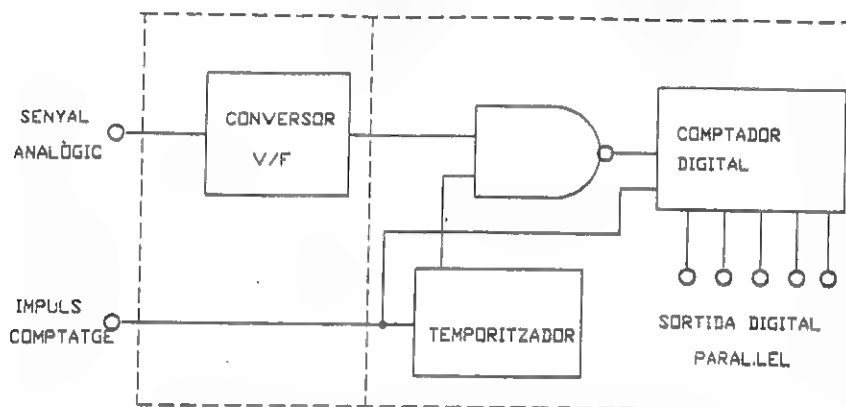 SENYAL
ANALÒGIC
CONVERSOR
V/F
COMPTADOR
DIGITAL
IMPULS
COMPTATGE
TEMPORITZADOR
SORTIDA DIGITAL
PARAL.LEL